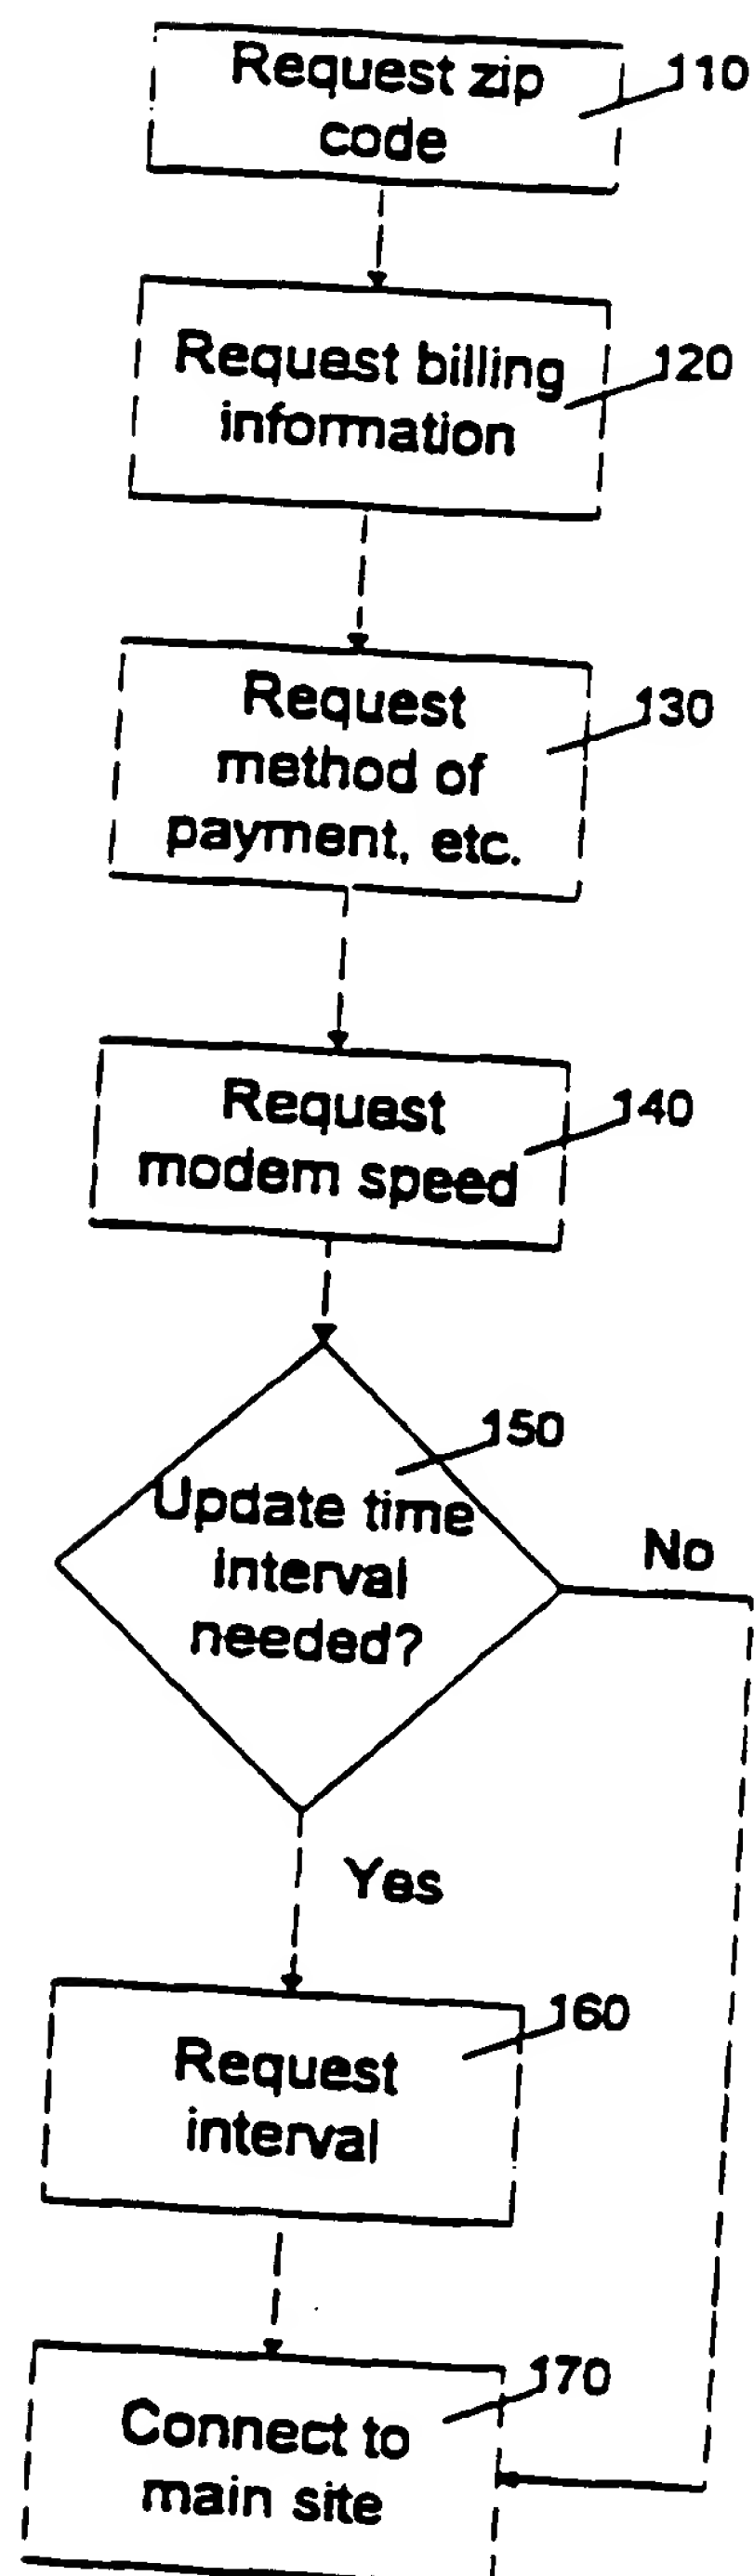 Request zip
code
110
Request billing
information
120
Request
method of
payment, etc.
130
Request
modem speed
140
150
Update time
interval
needed?
No
Yes
160
Request
interval
170
Connect to
main site